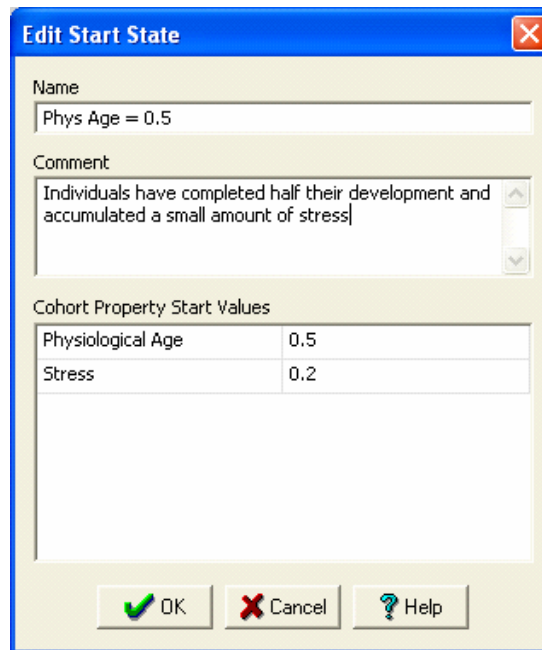 Edit Start State
Name
Phys Age = 0.5
Comment
Individuals have completed half their development and
accumulated a small amount of stress
Cohort Property Start Values
Physiological Age 0.5
Stress 0.2
OK Cancel Help